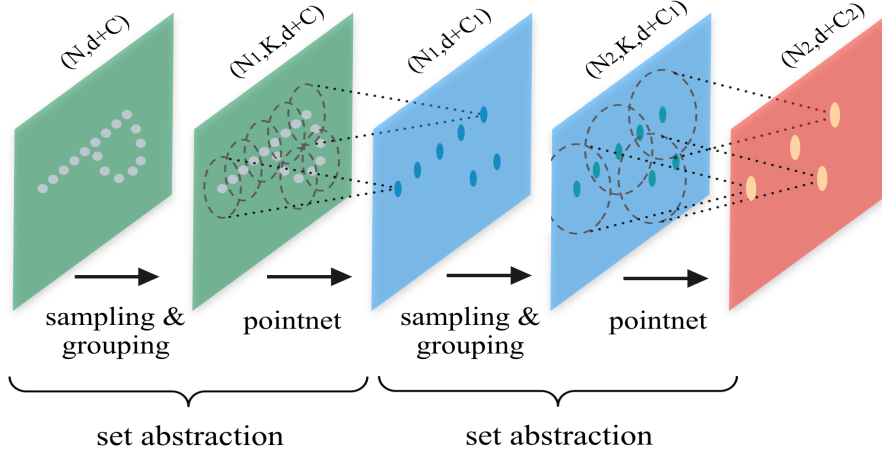 (N,d+C)
(N₁,K,d+C)
(N₁,d+C₁)
(N₂,K,d+C₁)
(N₂,d+C₂)
sampling &
grouping
pointnet
sampling &
grouping
pointnet
set abstraction
set abstraction